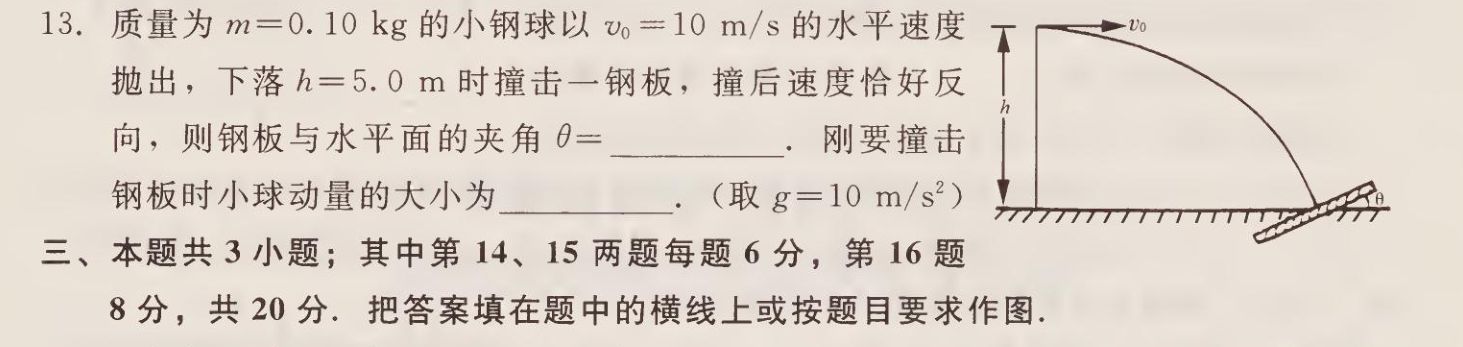 13. 质量为 m=0.10 kg 的小钢球以 v₀=10 m/s 的水平速度
抛出，下落 h=5.0 m 时撞击一钢板，撞后速度恰好反
向，则钢板与水平面的夹角 θ=__________． 刚要撞击
钢板时小球动量的大小为__________．（取 g=10 m/s²）
v₀
h
θ
三、本题共 3 小题；其中第 14、15 两题每题 6 分，第 16 题
8 分，共 20 分．把答案填在题中的横线上或按题目要求作图．